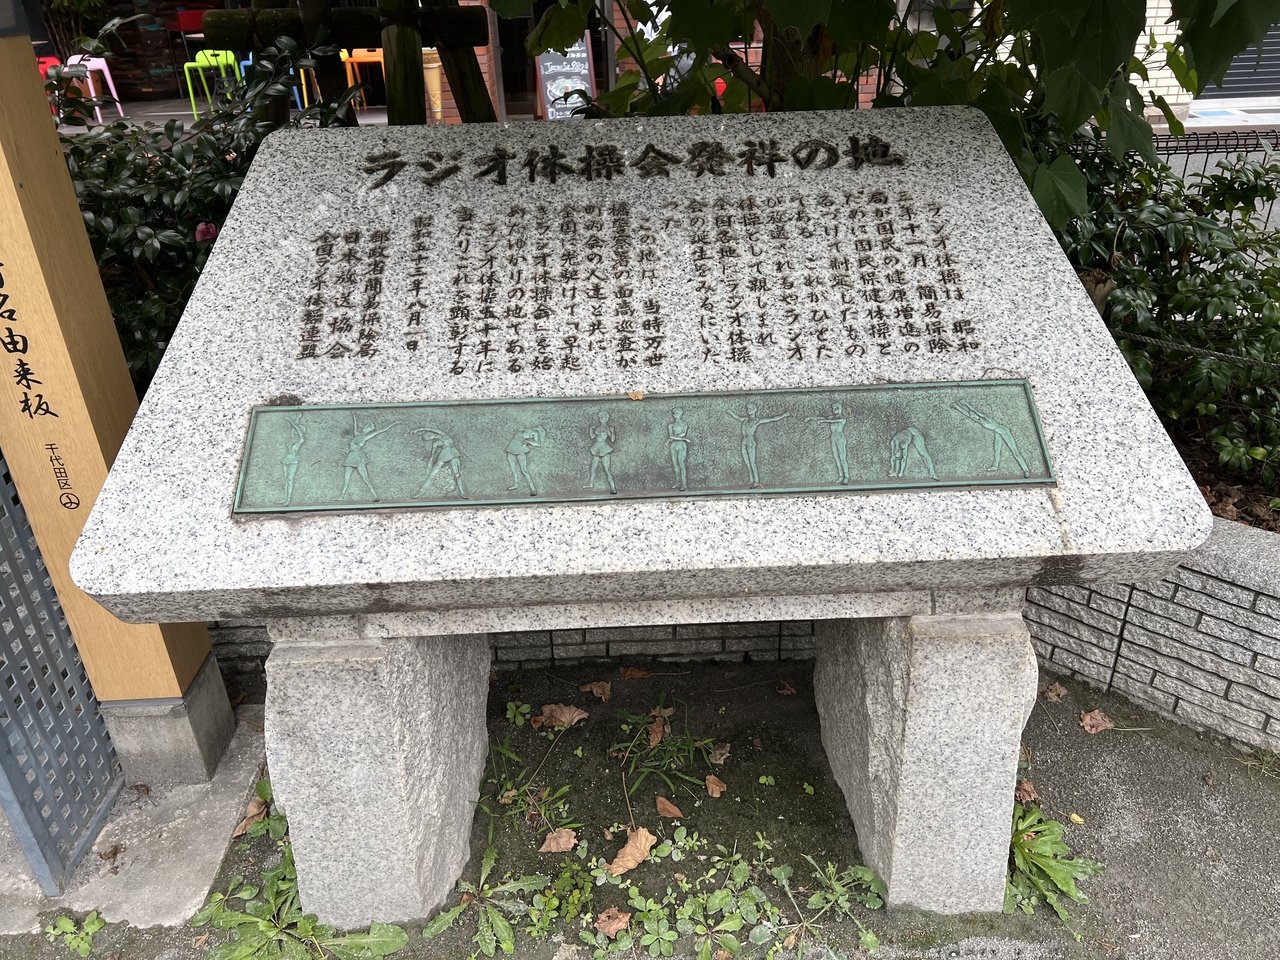 ラジオ体操会発祥の地
ラジオ体操は 昭和
三年十一月 簡易保険
局が国民の健康増進の
ために国民保健体操と
名づけて制定したもの
である これがひとた
び放送されるやラジオ
体操として親しまれ
全国各地にラジオ体操
会の誕生をみるにいた
った
この地は 当時万世
橋警察署の面高巡査が
町内会の人達と共に
全国に先駆けて「早起
きラジオ体操会」を始
めたゆかりの地である
ラジオ体操五十年に
当たりこれを顕彰する
昭和五十三年八月一日
郵政省簡易保険局
日本放送協会
全国ラジオ体操連盟
町名由来板
千代田区